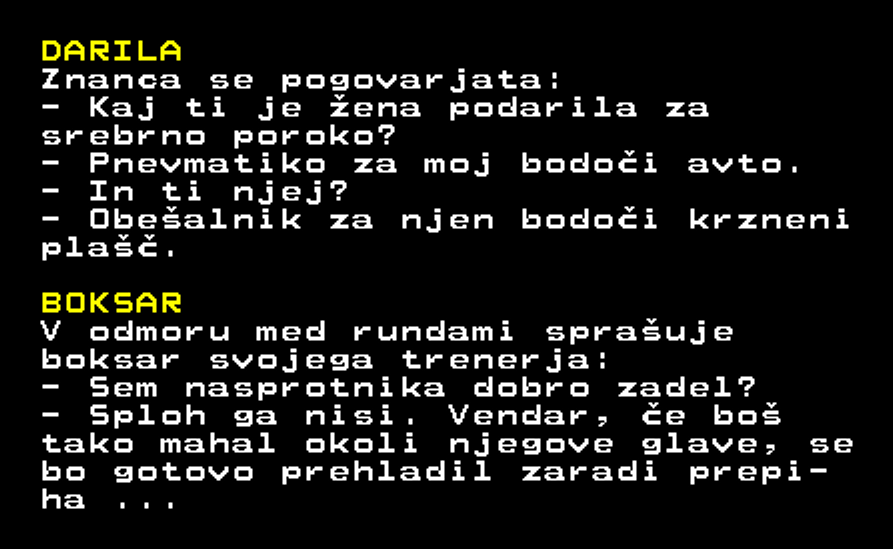 DARILA
Znanca se pogovarjata:
- Kaj ti je žena podarila za
srebrno poroko?
- Pnevmatiko za moj bodoči avto.
- In ti njej?
- Obešalnik za njen bodoči krzneni
plašč.
BOKSAR
V odmoru med rundami sprašuje
boksar svojega trenerja:
- Sem nasprotnika dobro zadel?
- Sploh ga nisi. Vendar, če boš
tako mahal okoli njegove glave, se
bo gotovo prehladil zaradi prepi-
ha ...